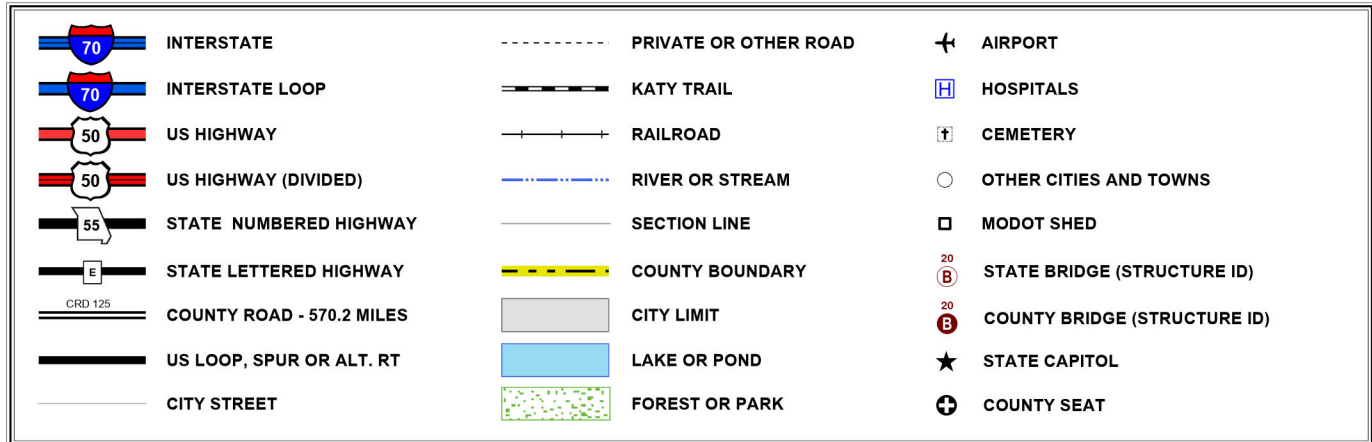 70 INTERSTATE
70 INTERSTATE LOOP
50 US HIGHWAY
50 US HIGHWAY (DIVIDED)
55 STATE NUMBERED HIGHWAY
E STATE LETTERED HIGHWAY
CRD 125
COUNTY ROAD - 570.2 MILES
US LOOP, SPUR OR ALT. RT
CITY STREET
PRIVATE OR OTHER ROAD
KATY TRAIL
RAILROAD
RIVER OR STREAM
SECTION LINE
COUNTY BOUNDARY
CITY LIMIT
LAKE OR POND
FOREST OR PARK
AIRPORT
H HOSPITALS
CEMETERY
OTHER CITIES AND TOWNS
MODOT SHED
20
B STATE BRIDGE (STRUCTURE ID)
20
B COUNTY BRIDGE (STRUCTURE ID)
STATE CAPITOL
COUNTY SEAT